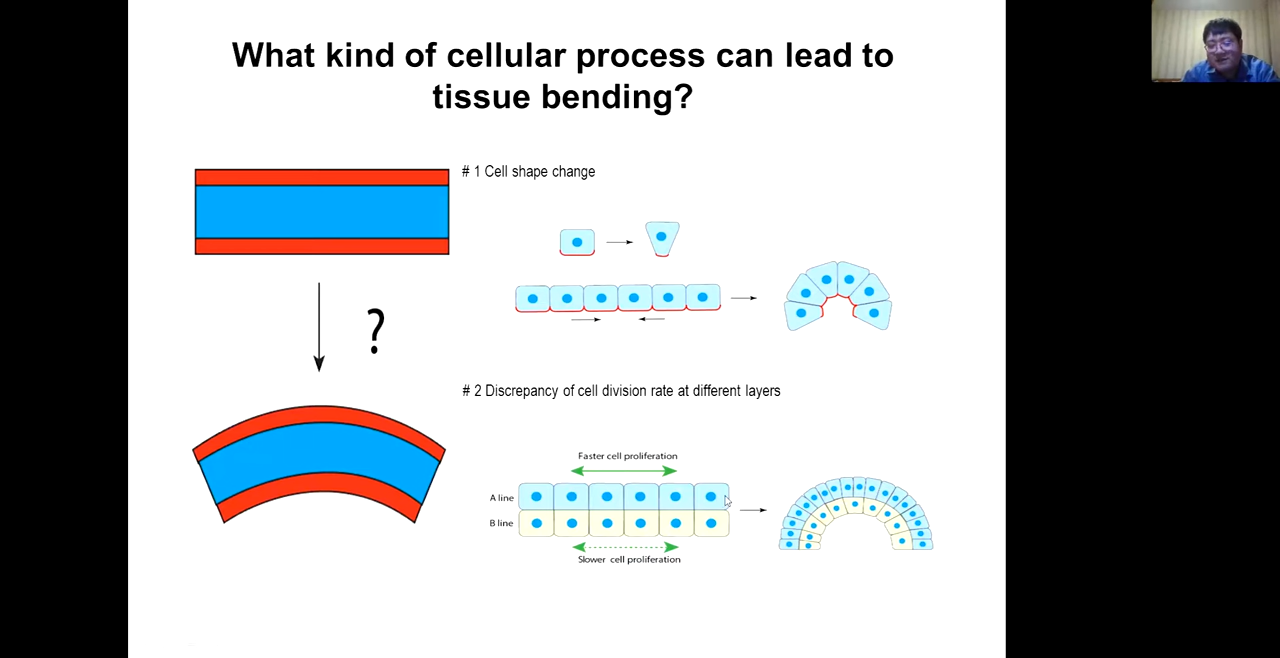 What kind of cellular process can lead to
tissue bending?
# 1 Cell shape change
?
# 2 Discrepancy of cell division rate at different layers
Faster cell proliferation
A line
B line
Slower cell proliferation